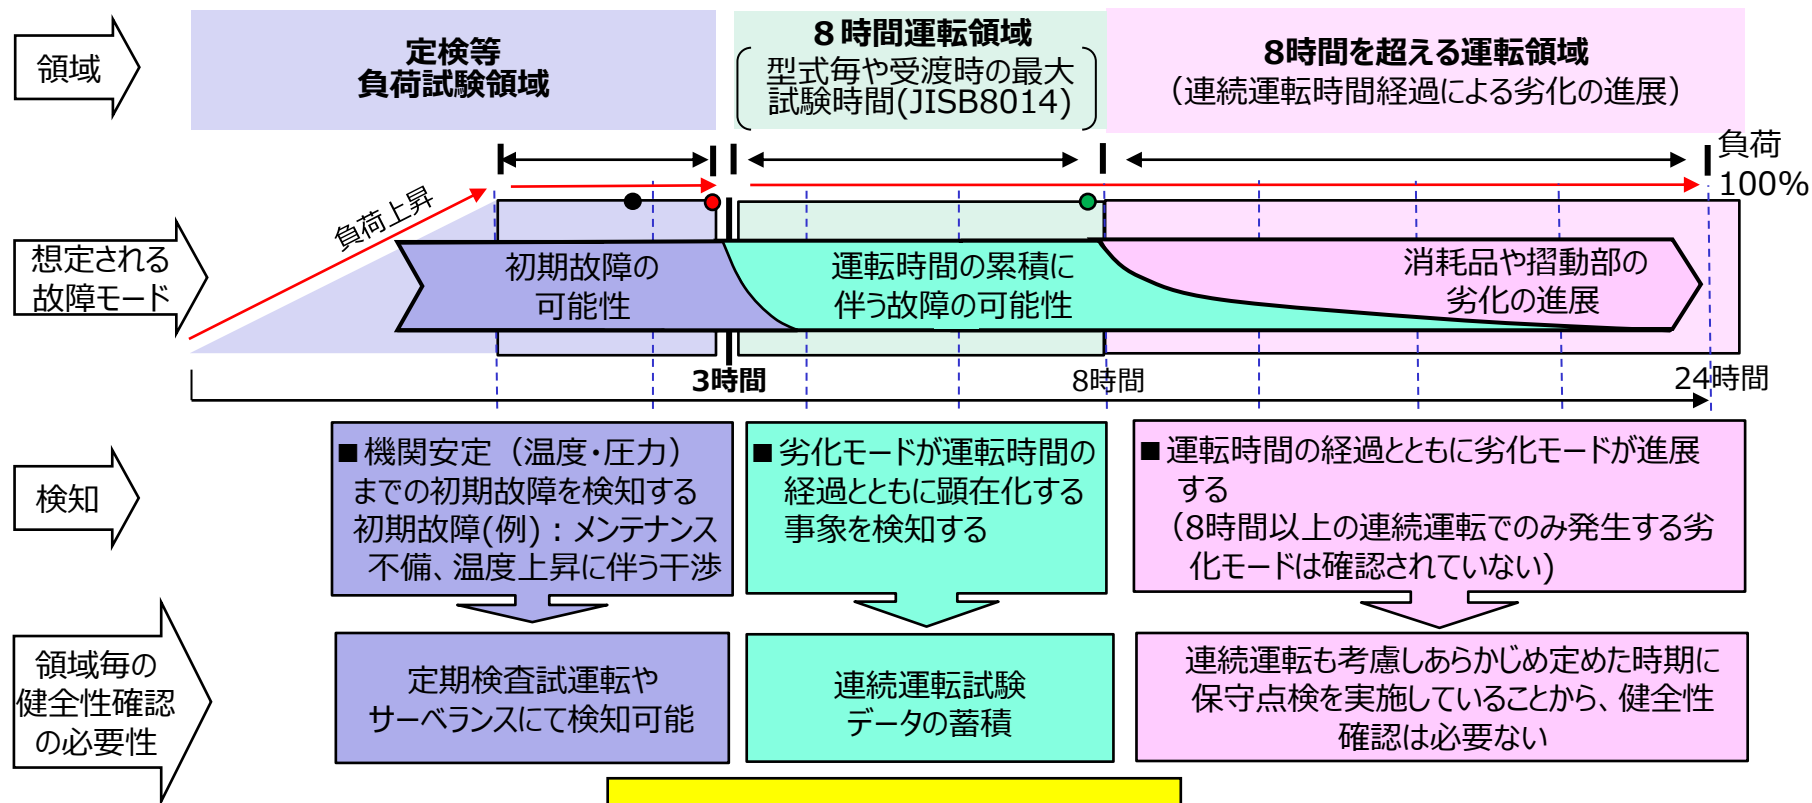 領域
定検等
負荷試験領域
８時間運転領域
型式毎や受渡時の最大
試験時間(JISB8014)
8時間を超える運転領域
（連続運転時間経過による劣化の進展）
負荷
100%
負荷上昇
想定される
故障モード
初期故障の
可能性
運転時間の累積に
伴う故障の可能性
消耗品や摺動部の
劣化の進展
3時間
8時間
24時間
検知
■ 機関安定（温度・圧力）
までの初期故障を検知する
初期故障(例)：メンテナンス
不備、温度上昇に伴う干渉
■ 劣化モードが運転時間の
経過とともに顕在化する
事象を検知する
■ 運転時間の経過とともに劣化モードが進展
する
（8時間以上の連続運転でのみ発生する劣
化モードは確認されていない)
領域毎の
健全性確認
の必要性
定期検査試運転や
サーベランスにて検知可能
連続運転試験
データの蓄積
連続運転も考慮しあらかじめ定めた時期に
保守点検を実施していることから、健全性
確認は必要ない